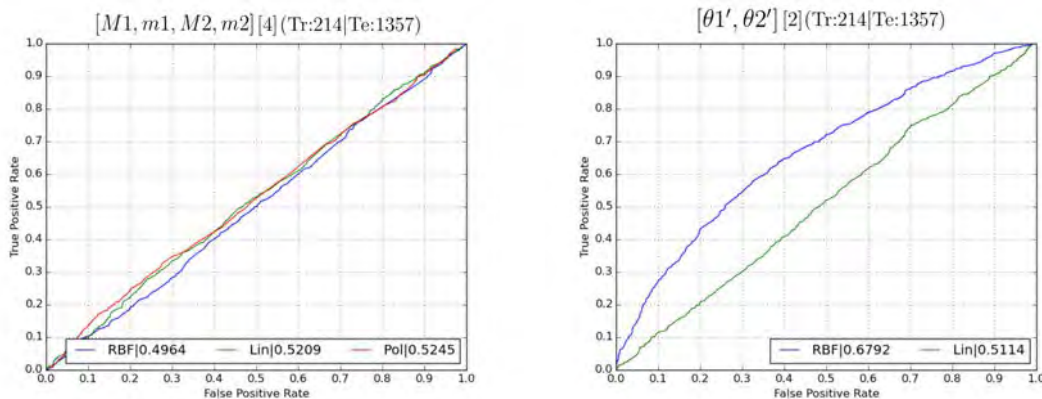 [M1, m1, M2, m2][4](Tr:214|Te:1357)
1.0
0.9
0.8
0.7
0.6
0.5
0.4
0.3
0.2
0.1
0.0
True Positive Rate
RBF|0.4964 Lin|0.5209 Pol|0.5245
0.0 0.1 0.2 0.3 0.4 0.5 0.6 0.7 0.8 0.9 1.0
False Positive Rate
[θ1′, θ2′][2](Tr:214|Te:1357)
1.0
0.9
0.8
0.7
0.6
0.5
0.4
0.3
0.2
0.1
0.0
True Positive Rate
RBF|0.6792 Lin|0.5114
0.0 0.1 0.2 0.3 0.4 0.5 0.6 0.7 0.8 0.9 1.0
False Positive Rate